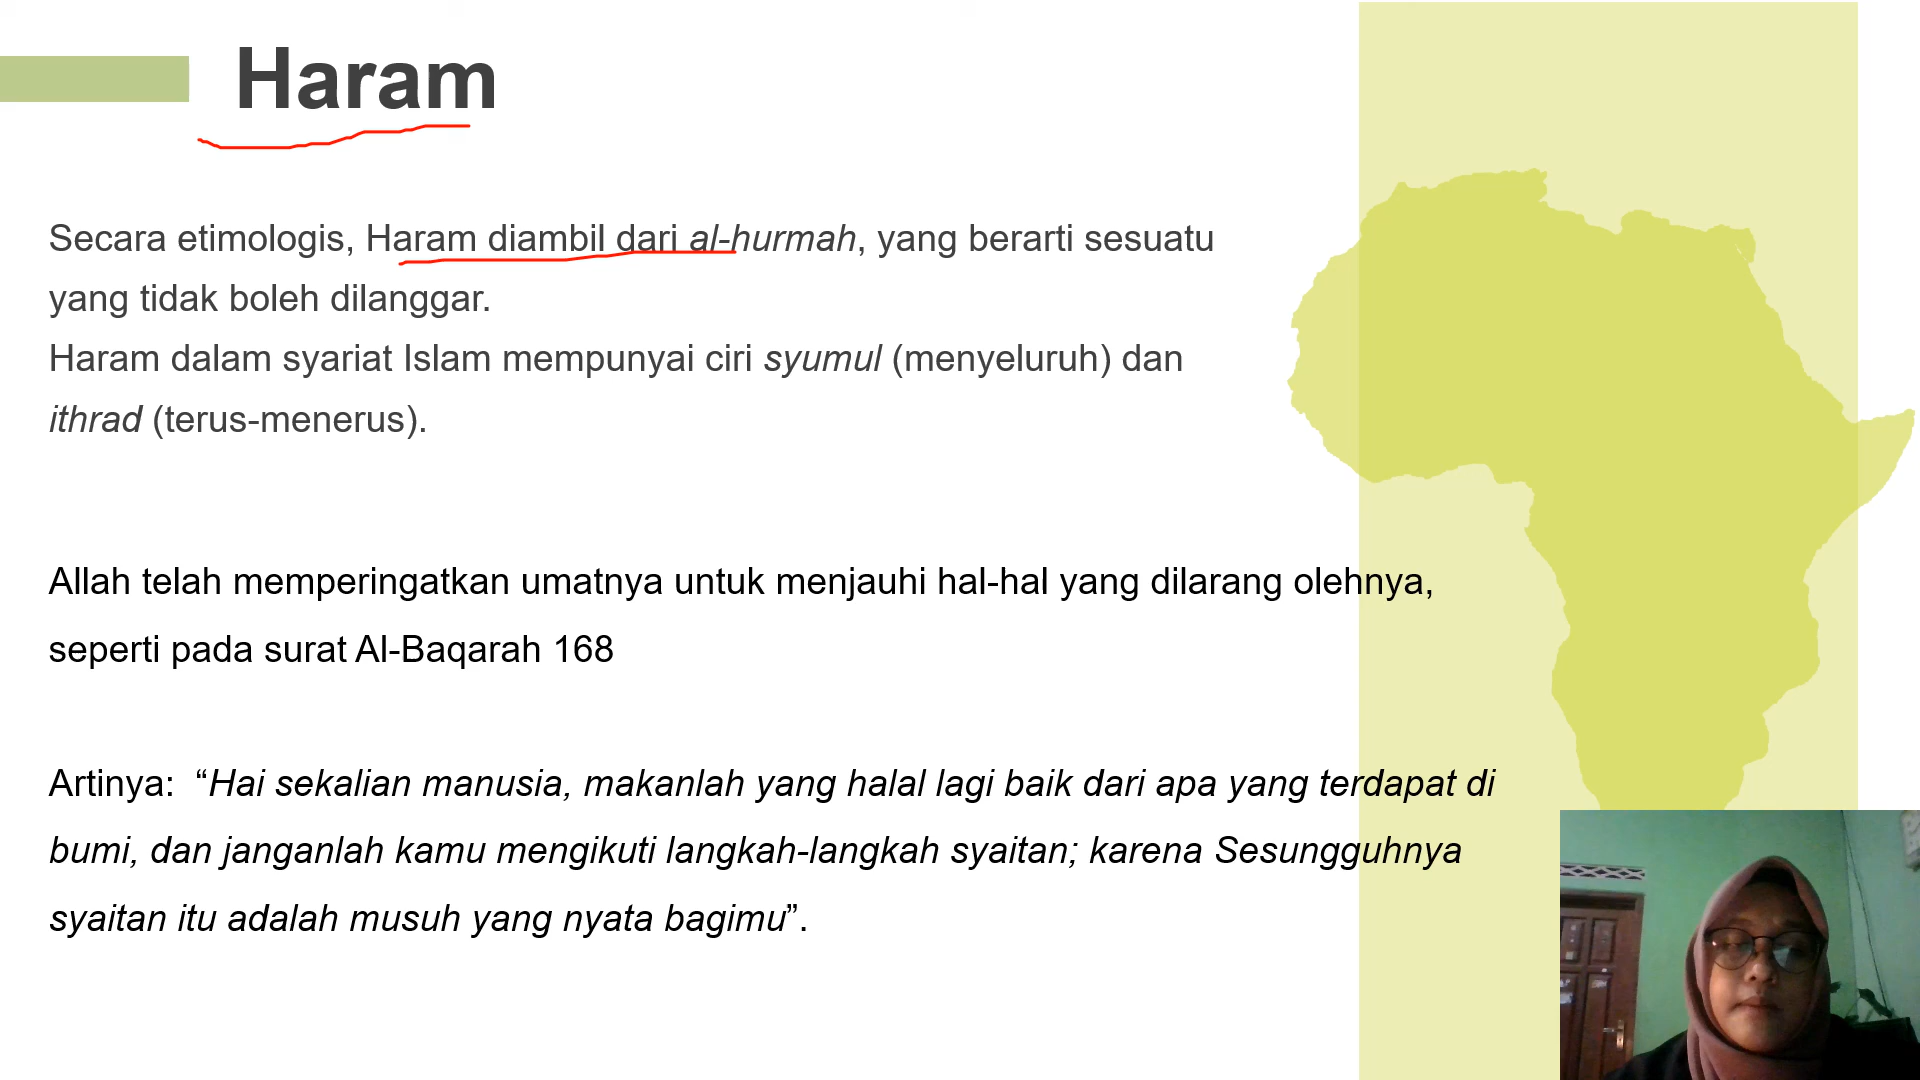 Haram
Secara etimologis, Haram diambil dari al-hurmah, yang berarti sesuatu
yang tidak boleh dilanggar.
Haram dalam syariat Islam mempunyai ciri syumul (menyeluruh) dan
ithrad (terus-menerus).
Allah telah memperingatkan umatnya untuk menjauhi hal-hal yang dilarang olehnya,
seperti pada surat Al-Baqarah 168
Artinya: “Hai sekalian manusia, makanlah yang halal lagi baik dari apa yang terdapat di
bumi, dan janganlah kamu mengikuti langkah-langkah syaitan; karena Sesungguhnya
syaitan itu adalah musuh yang nyata bagimu”.